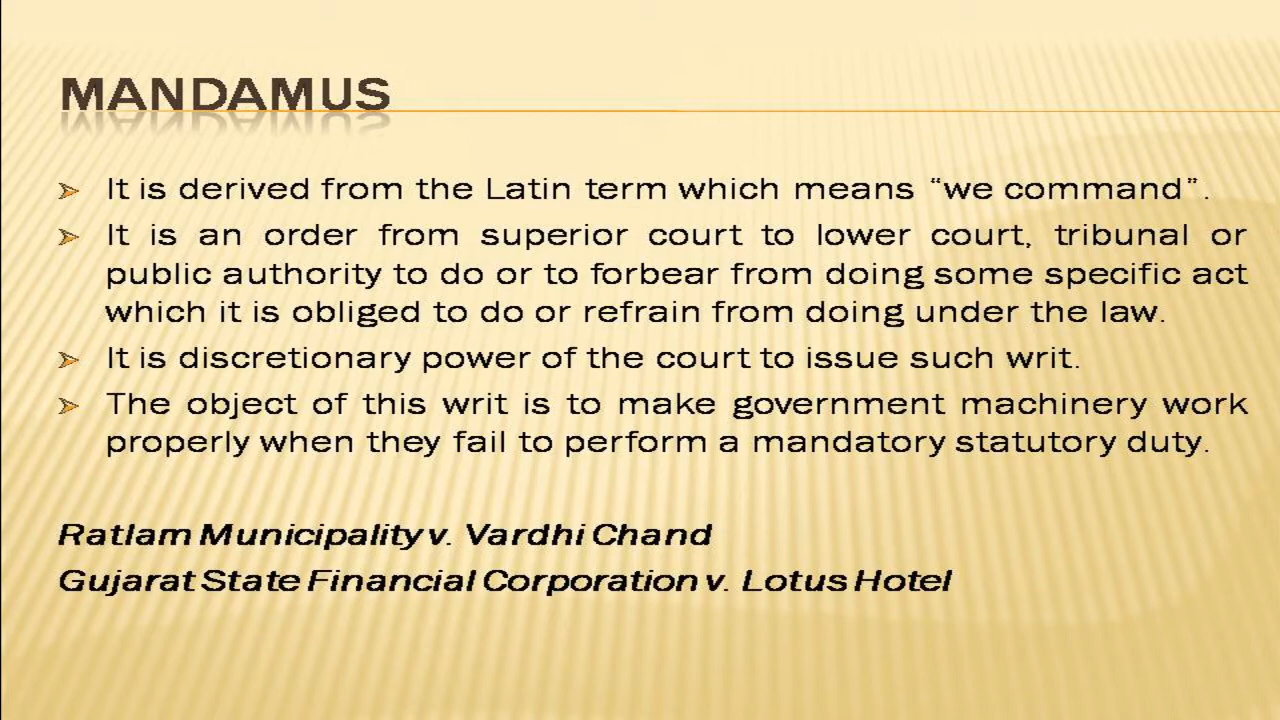 MANDAMUS
➢ It is derived from the Latin term which means “we command”.
➢ It is an order from superior court to lower court, tribunal or
public authority to do or to forbear from doing some specific act
which it is obliged to do or refrain from doing under the law.
➢ It is discretionary power of the court to issue such writ.
➢ The object of this writ is to make government machinery work
properly when they fail to perform a mandatory statutory duty.
Ratlam Municipality v. Vardhi Chand
Gujarat State Financial Corporation v. Lotus Hotel